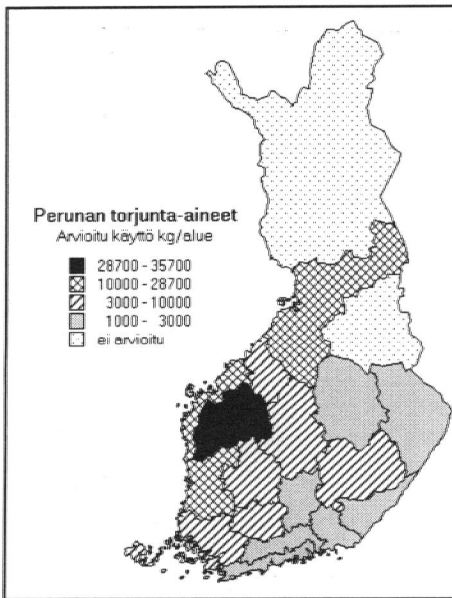 Perunan torjunta-aineet
Arvioitu käyttö kg/alue
28700 - 35700
10000 - 28700
3000 - 10000
1000 - 3000
ei arvioitu